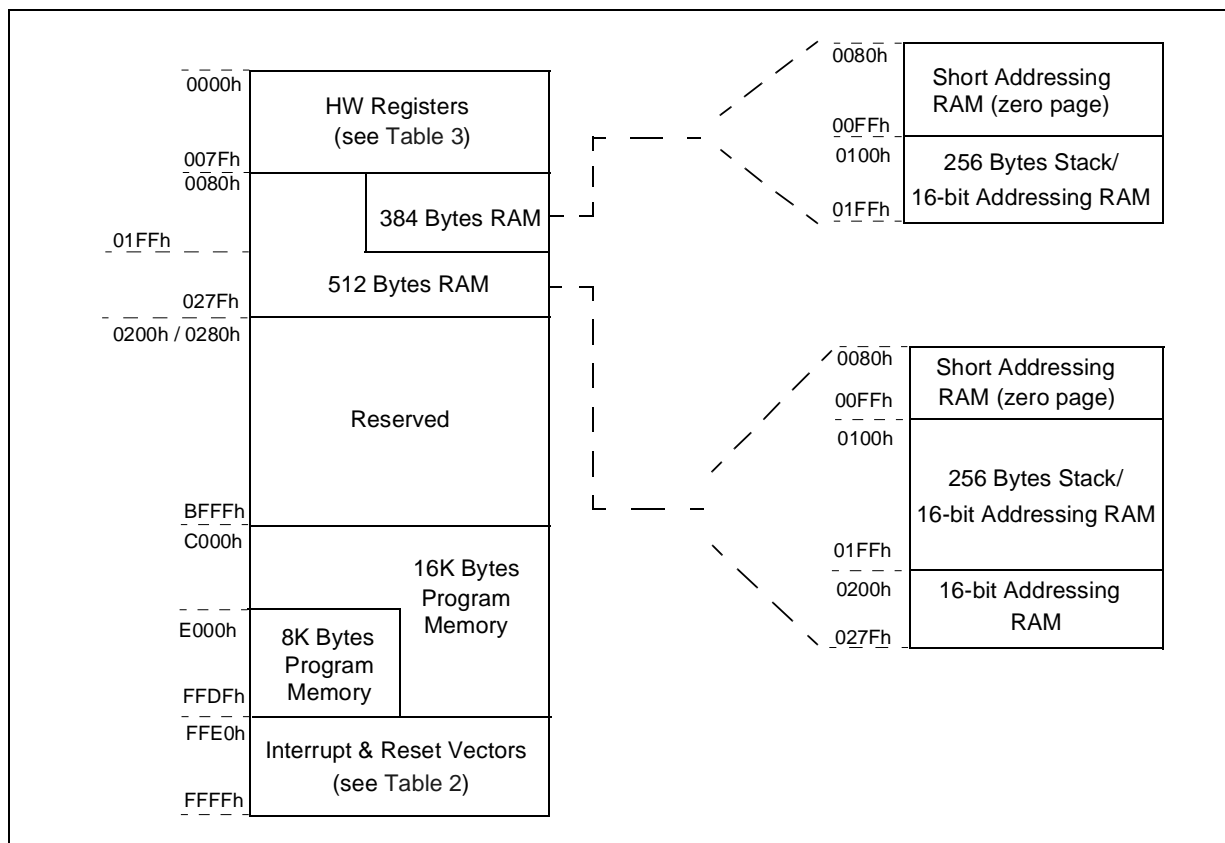 0000h
HW Registers
(see Table 3)
007Fh
0080h
384 Bytes RAM
01FFh
512 Bytes RAM
027Fh
0200h / 0280h
Reserved
BFFFh
C000h
16K Bytes
Program
Memory
E000h
8K Bytes
Program
Memory
FFDFh
FFE0h
Interrupt & Reset Vectors
(see Table 2)
FFFFh
0080h
Short Addressing
RAM (zero page)
00FFh
0100h
256 Bytes Stack/
16-bit Addressing RAM
01FFh
0080h
Short Addressing
RAM (zero page)
00FFh
0100h
256 Bytes Stack/
16-bit Addressing RAM
01FFh
0200h
16-bit Addressing
RAM
027Fh